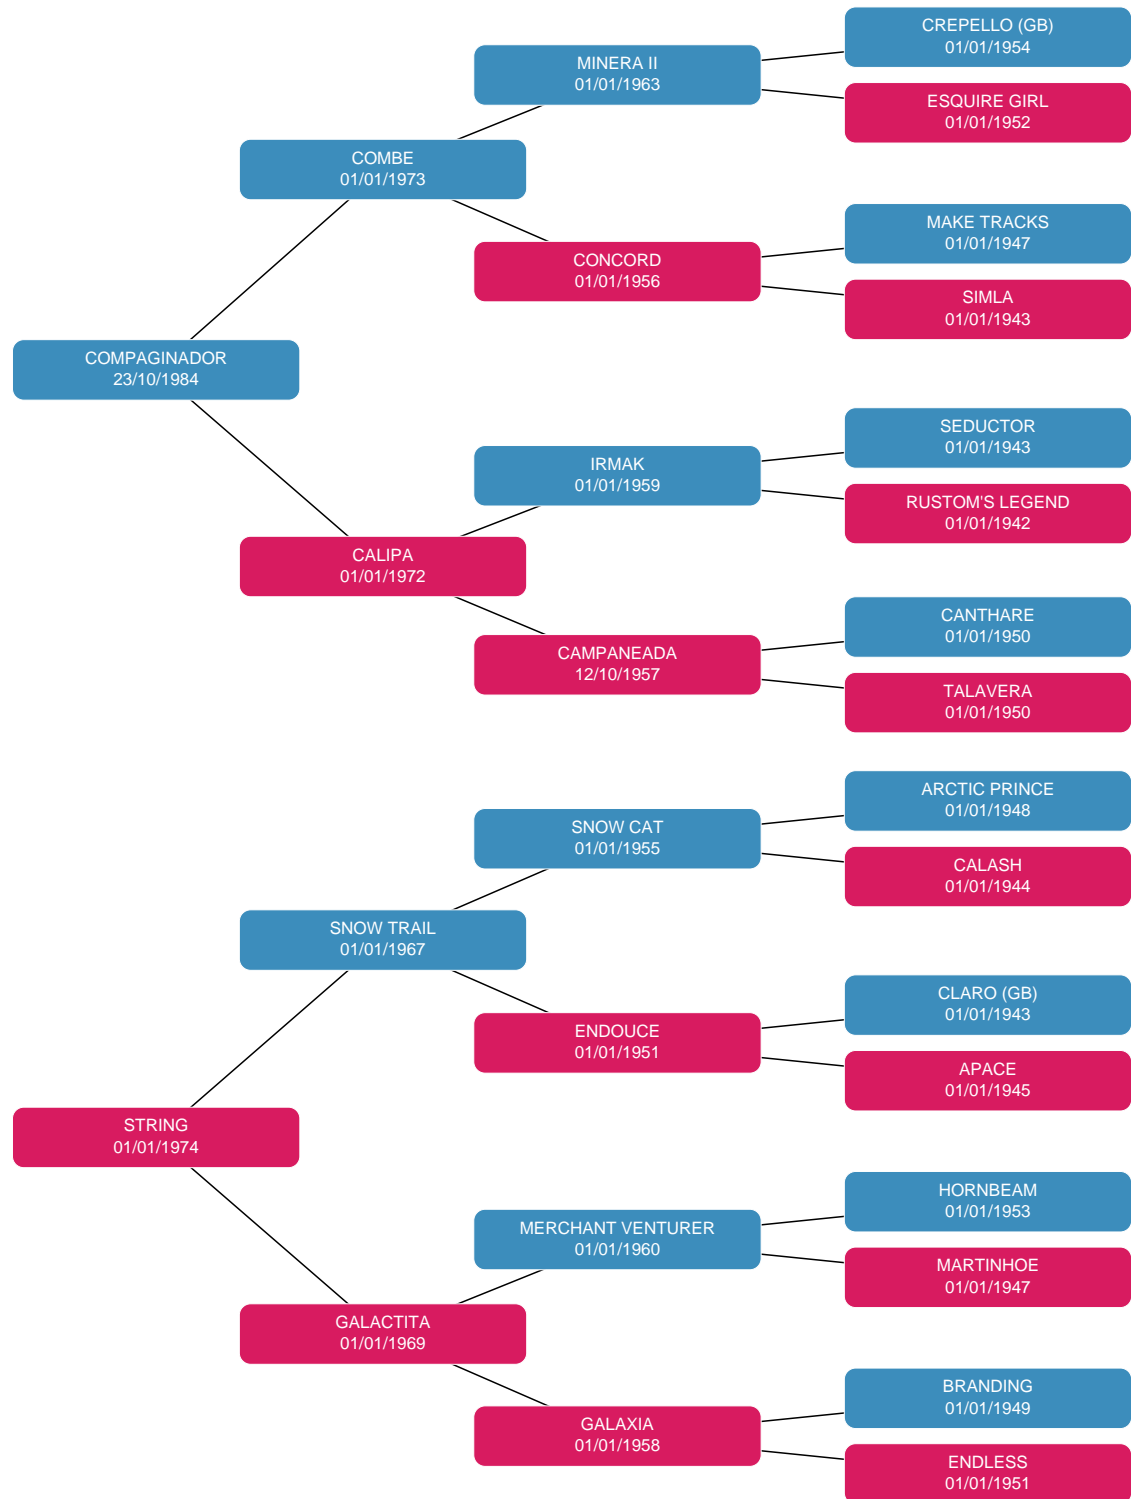 CREPELLO (GB)
01/01/1954
MINERA II
01/01/1963
ESQUIRE GIRL
01/01/1952
COMBE
01/01/1973
MAKE TRACKS
01/01/1947
CONCORD
01/01/1956
SIMLA
01/01/1943
COMPAGINADOR
23/10/1984
SEDUCTOR
01/01/1943
IRMAK
01/01/1959
RUSTOM'S LEGEND
01/01/1942
CALIPA
01/01/1972
CANTHARE
01/01/1950
CAMPANEADA
12/10/1957
TALAVERA
01/01/1950
ARCTIC PRINCE
01/01/1948
SNOW CAT
01/01/1955
CALASH
01/01/1944
SNOW TRAIL
01/01/1967
CLARO (GB)
01/01/1943
ENDOUCE
01/01/1951
APACE
01/01/1945
STRING
01/01/1974
HORNBEAM
01/01/1953
MERCHANT VENTURER
01/01/1960
MARTINHOE
01/01/1947
GALACTITA
01/01/1969
BRANDING
01/01/1949
GALAXIA
01/01/1958
ENDLESS
01/01/1951